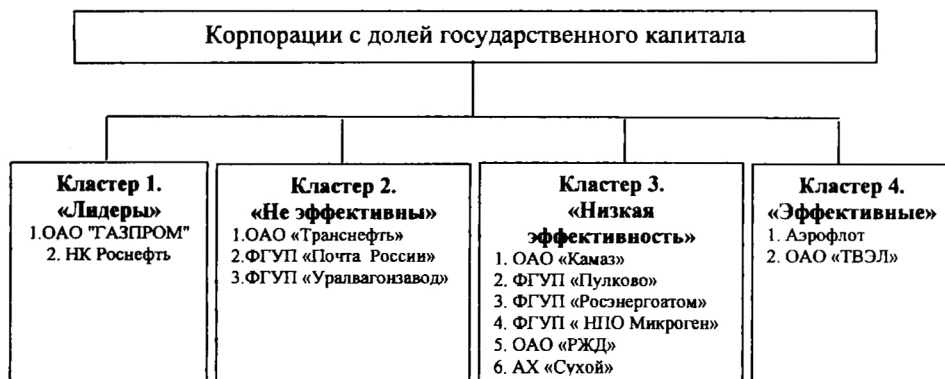 Корпорации с долей государственного капитала
Кластер 1.
«Лидеры»
1.ОАО "ГАЗПРОМ"
2. НК Роснефть
Кластер 2.
«Не эффективны»
1.ОАО «Транснефть»
2.ФГУП «Почта России»
3.ФГУП «Уралвагонзавод»
Кластер 3.
«Низкая
эффективность»
1. ОАО «Камаз»
2. ФГУП «Пулково»
3. ФГУП «Росэнергоатом»
4. ФГУП « НПО Микроген»
5. ОАО «РЖД»
6. АХ «Сухой»
Кластер 4.
«Эффективные»
1. Аэрофлот
2. ОАО «ТВЭЛ»